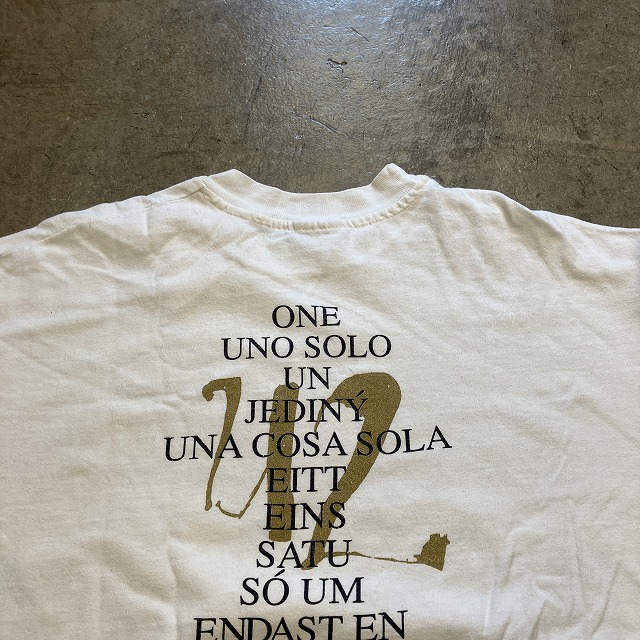 ONE
UNO SOLO
UN
JEDINÝ
UNA COSA SOLA
EITT
EINS
SATU
SÓ UM
ENDAST EN
U2